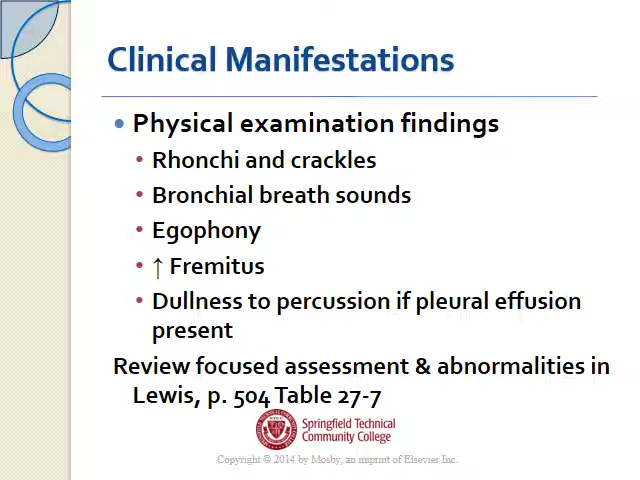 Clinical Manifestations
• Physical examination findings
• Rhonchi and crackles
• Bronchial breath sounds
• Egophony
• ↑ Fremitus
• Dullness to percussion if pleural effusion
present
Review focused assessment & abnormalities in
Lewis, p. 504 Table 27-7
Springfield Technical
Community College
Copyright © 2014 by Mosby, an imprint of Elsevier Inc.